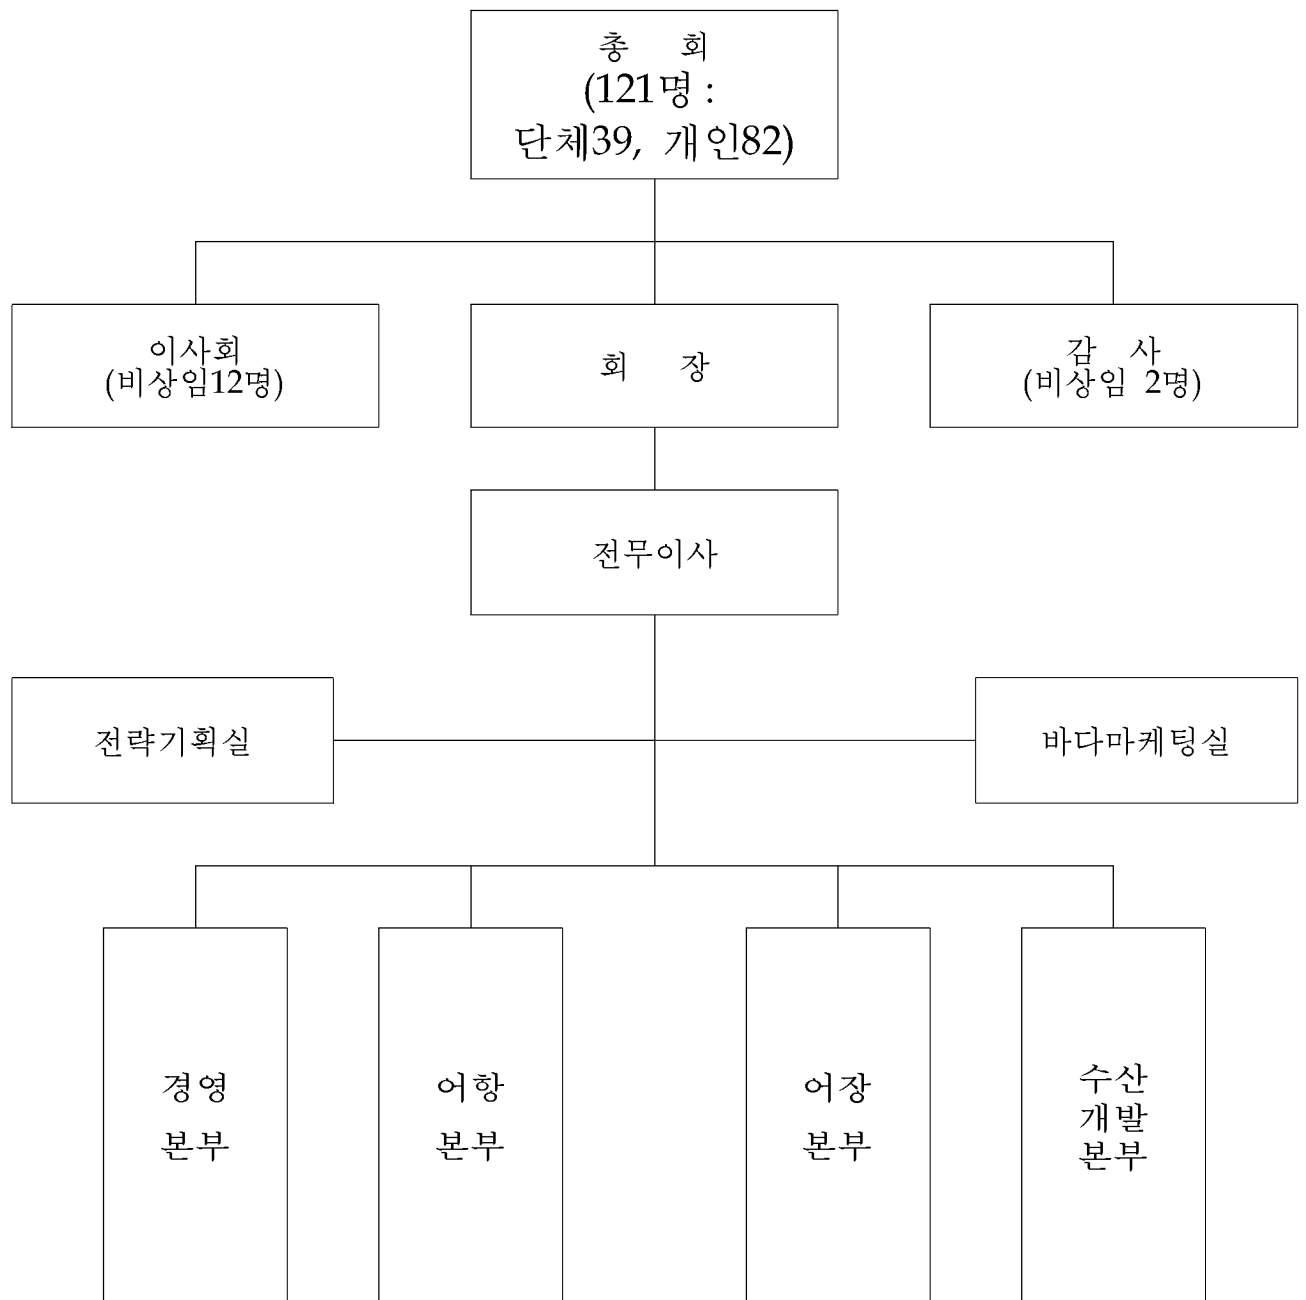 총 회
(121명 :
단체39, 개인82)
이사회
(비상임12명)
회 장
감 사
(비상임 2명)
전무이사
전략기획실
바다마케팅실
경영
본부
어항
본부
어장
본부
수산
개발
본부